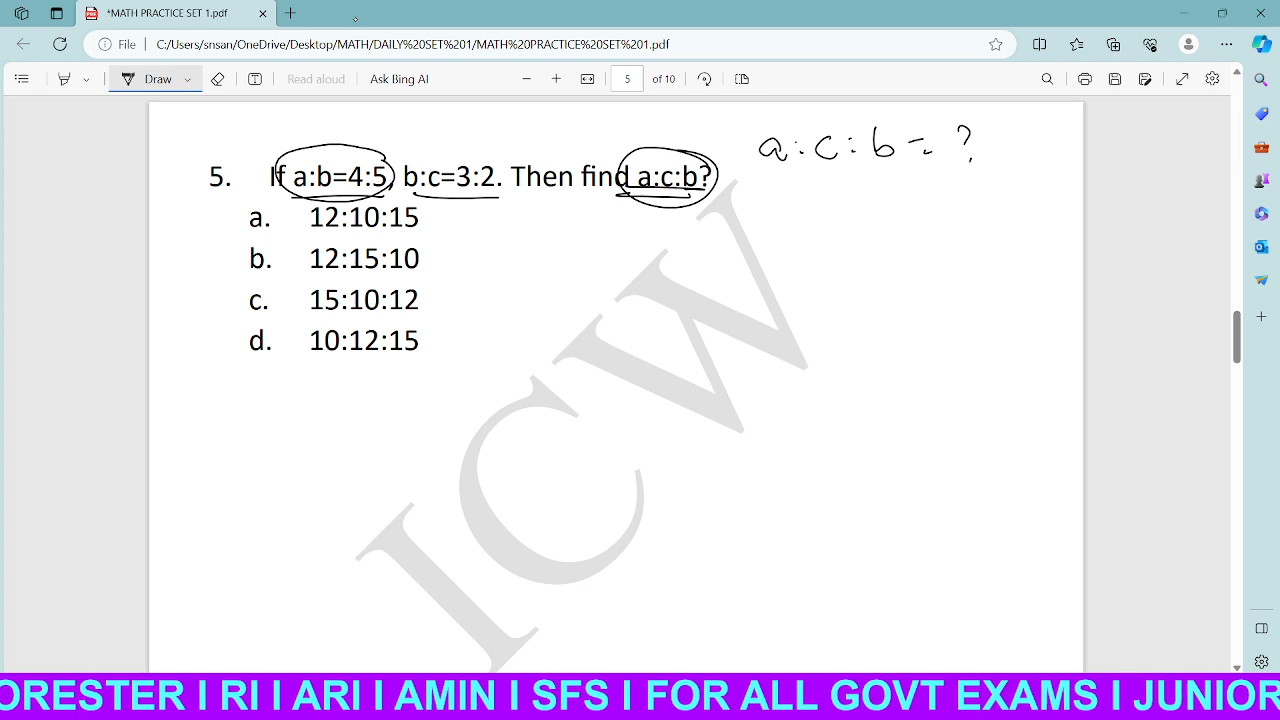 *MATH PRACTICE SET 1.pdf
File
C:/Users/snsan/OneDrive/Desktop/MATH/DAILY%20SET%201/MATH%20PRACTICE%20SET%201.pdf
Draw
Read aloud
Ask Bing AI
5 of 10
a:c:b = ?
5. If a:b=4:5, b:c=3:2. Then find a:c:b?
a. 12:10:15
b. 12:15:10
c. 15:10:12
d. 10:12:15
ICW
ORESTER I RI I ARI I AMIN I SFS I FOR ALL GOVT EXAMS I JUNIOR